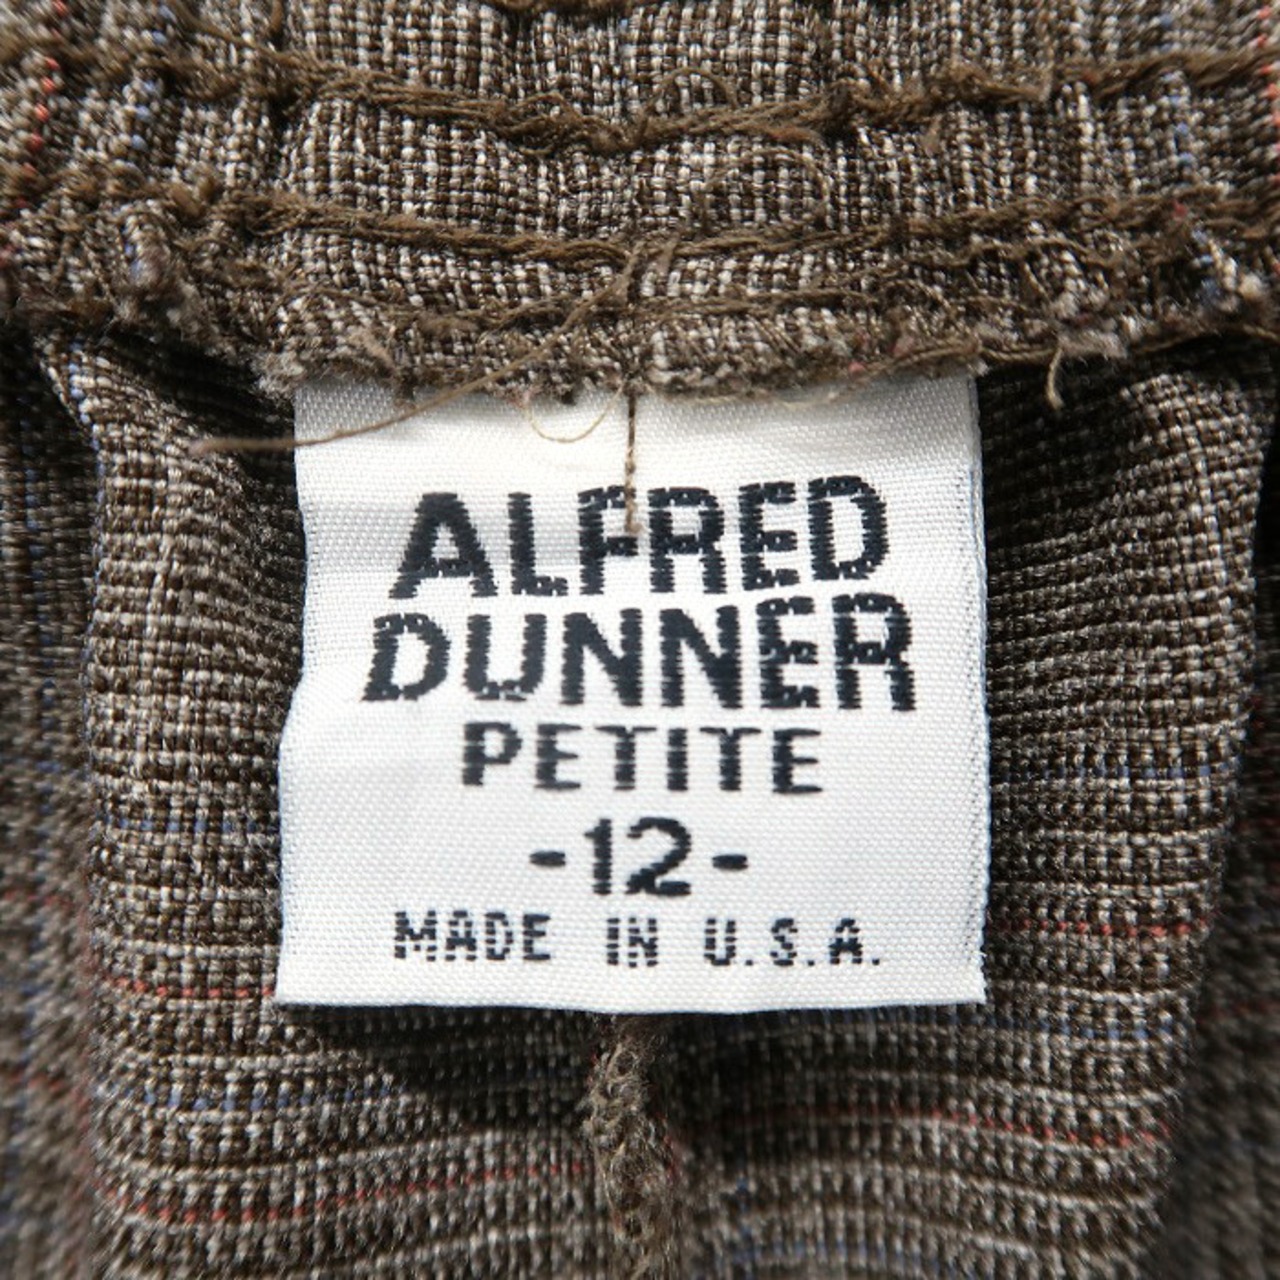 ALFRED
DUNNER
PETITE
-12-
MADE IN U.S.A.